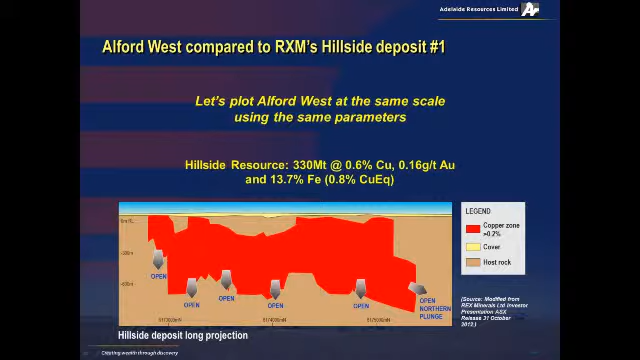 Adelaide Resources Limited
Alford West compared to RXM's Hillside deposit #1
Let's plot Alford West at the same scale
using the same parameters
Hillside Resource: 330Mt @ 0.6% Cu, 0.16g/t Au
and 13.7% Fe (0.8% CuEq)
LEGEND
Copper zone
>0.2%
Cover
Host rock
OPEN
OPEN
OPEN
OPEN
OPEN
OPEN
NORTHERN
PLUNGE
[Source: Modified from
REX Minerals Ltd Investor
Presentation ASX
Release 31 October
2012.]
Hillside deposit long projection
Creating wealth through discovery